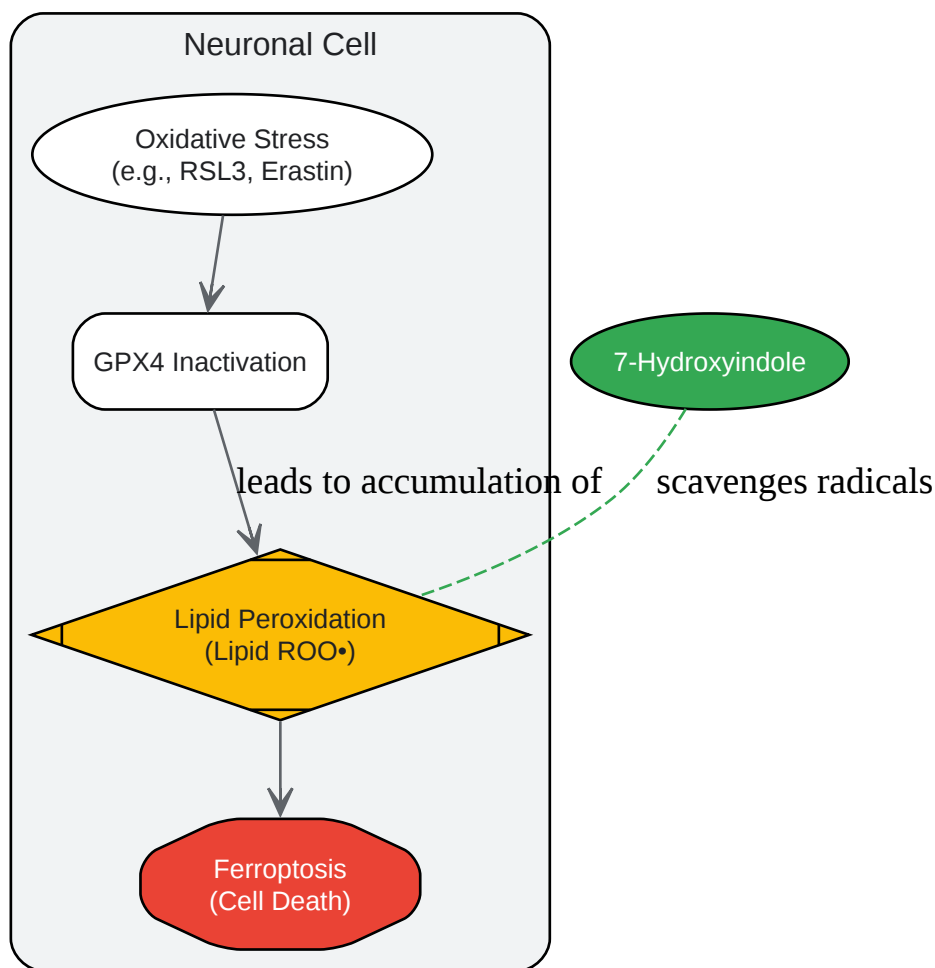 Neuronal Cell
Oxidative Stress
(e.g., RSL3, Erastin)
GPX4 Inactivation
7-Hydroxyindole
leads to accumulation of
scavenges radicals
Lipid Peroxidation
(Lipid ROO•)
Ferroptosis
(Cell Death)